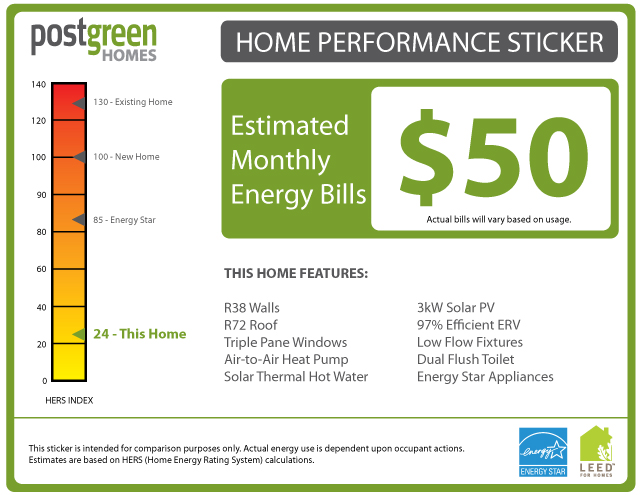 postgreen
HOMES
HOME PERFORMANCE STICKER
140
130 - Existing Home
120
100
100 - New Home
90
85 - Energy Star
80
60
40
24 - This Home
20
0
HERS INDEX
Estimated
Monthly
Energy Bills
$50
Actual bills will vary based on usage.
THIS HOME FEATURES:
R38 Walls
R72 Roof
Triple Pane Windows
Air-to-Air Heat Pump
Solar Thermal Hot Water
3kW Solar PV
97% Efficient ERV
Low Flow Fixtures
Dual Flush Toilet
Energy Star Appliances
This sticker is intended for comparison purposes only. Actual energy use is dependent upon occupant actions.
Estimates are based on HERS (Home Energy Rating System) calculations.
energy
ENERGY STAR
LEED
FOR HOMES